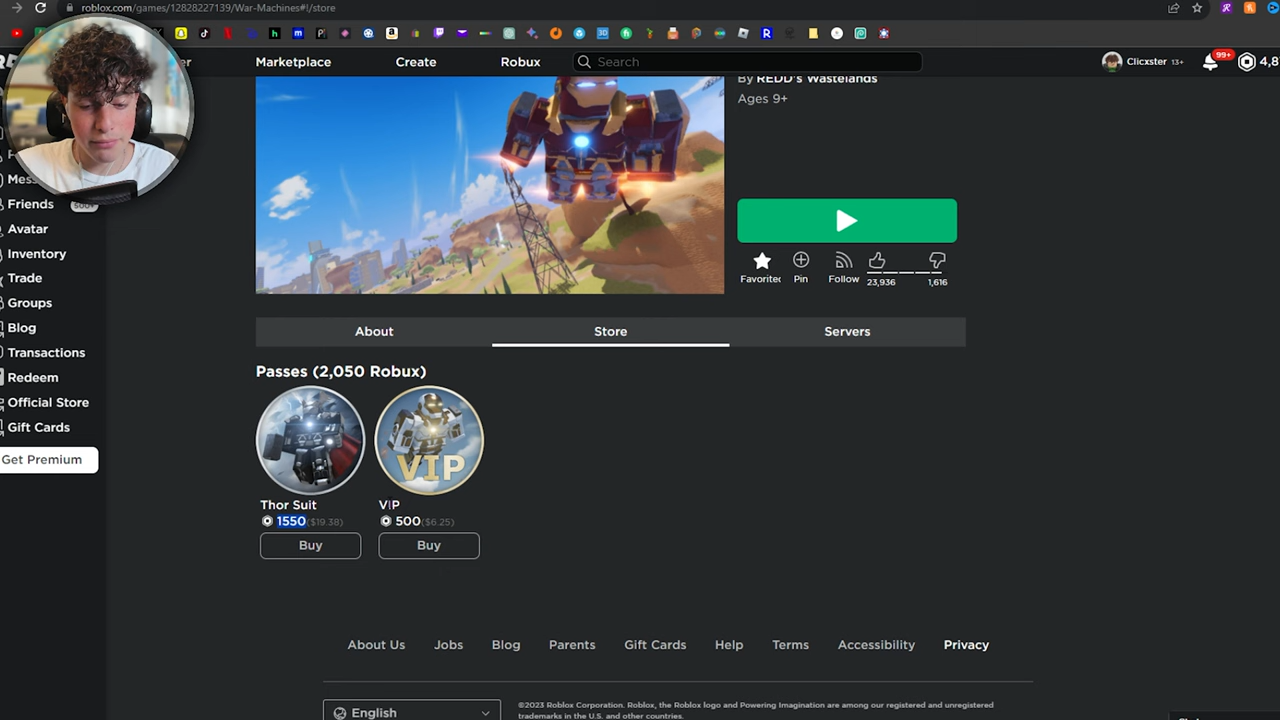 roblox.com/games/12828227139/War-Machines#!/store
Marketplace
Create
Robux
Search
Clicxster 13+
99+
4,8
By REDD's Wastelands
Ages 9+
Friends
Avatar
Inventory
Trade
Groups
Blog
Transactions
Redeem
Official Store
Gift Cards
Get Premium
Favorited
Pin
Follow
23,936
1,616
About
Store
Servers
Passes (2,050 Robux)
VIP
Thor Suit
1550($19.38)
Buy
VIP
500($6.25)
Buy
About Us
Jobs
Blog
Parents
Gift Cards
Help
Terms
Accessibility
Privacy
English
©2023 Roblox Corporation. Roblox, the Roblox logo and Powering Imagination are among our registered and unregistered
trademarks in the U.S. and other countries.